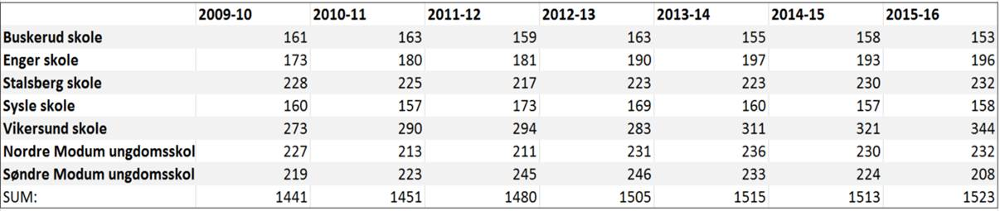 2009-10 2010-11 2011-12 2012-13 2013-14 2014-15 2015-16
Buskerud skole 161 163 159 163 155 158 153
Enger skole 173 180 181 190 197 193 196
Stalsberg skole 228 225 217 223 223 230 232
Sysle skole 160 157 173 169 160 157 158
Vikersund skole 273 290 294 283 311 321 344
Nordre Modum ungdomsskol 227 213 211 231 236 230 232
Søndre Modum ungdomsskol 219 223 245 246 233 224 208
SUM: 1441 1451 1480 1505 1515 1513 1523